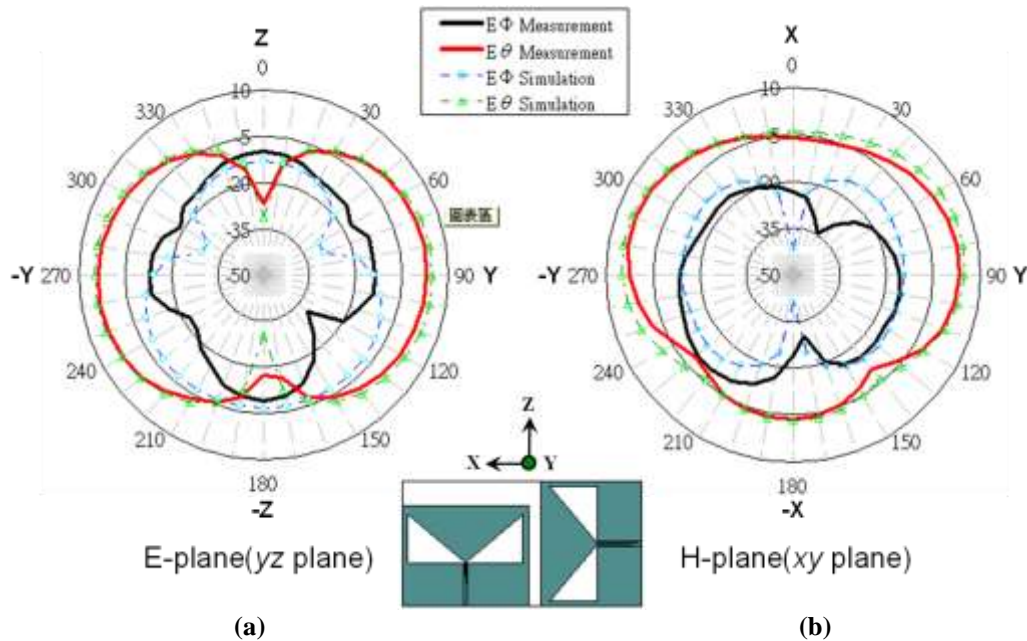 EΦ Measurement
Eθ Measurement
EΦ Simulation
Eθ Simulation
Z
0
10
-5
-20
-35
-50
30
60
90
120
150
180
210
240
270
300
330
-Y
Y
-Z
圖表區
X
0
10
-5
-20
-35
-50
30
60
90
120
150
180
210
240
270
300
330
-Y
Y
-X
Z
X
Y
E-plane(yz plane)
H-plane(xy plane)
(a)
(b)